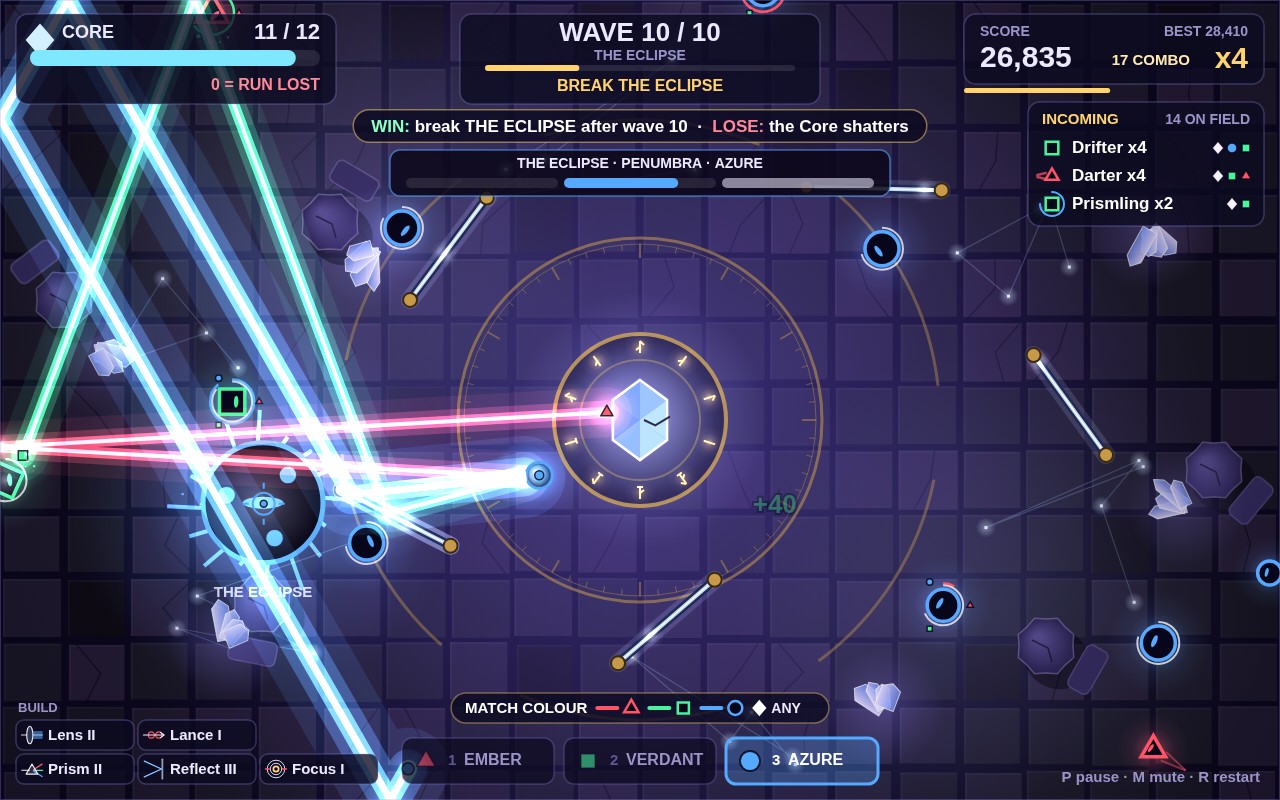 CORE 11 / 12
0 = RUN LOST
WAVE 10 / 10
THE ECLIPSE
BREAK THE ECLIPSE
SCORE BEST 28,410
26,835 17 COMBO x4
WIN: break THE ECLIPSE after wave 10 · LOSE: the Core shatters
INCOMING 14 ON FIELD
Drifter x4
Darter x4
Prismling x2
THE ECLIPSE · PENUMBRA · AZURE
+40
THE ECLIPSE
BUILD
Lens II
Lance I
Prism II
Reflect III
Focus I
MATCH COLOUR ANY
1 EMBER
2 VERDANT
3 AZURE
P pause · M mute · R restart